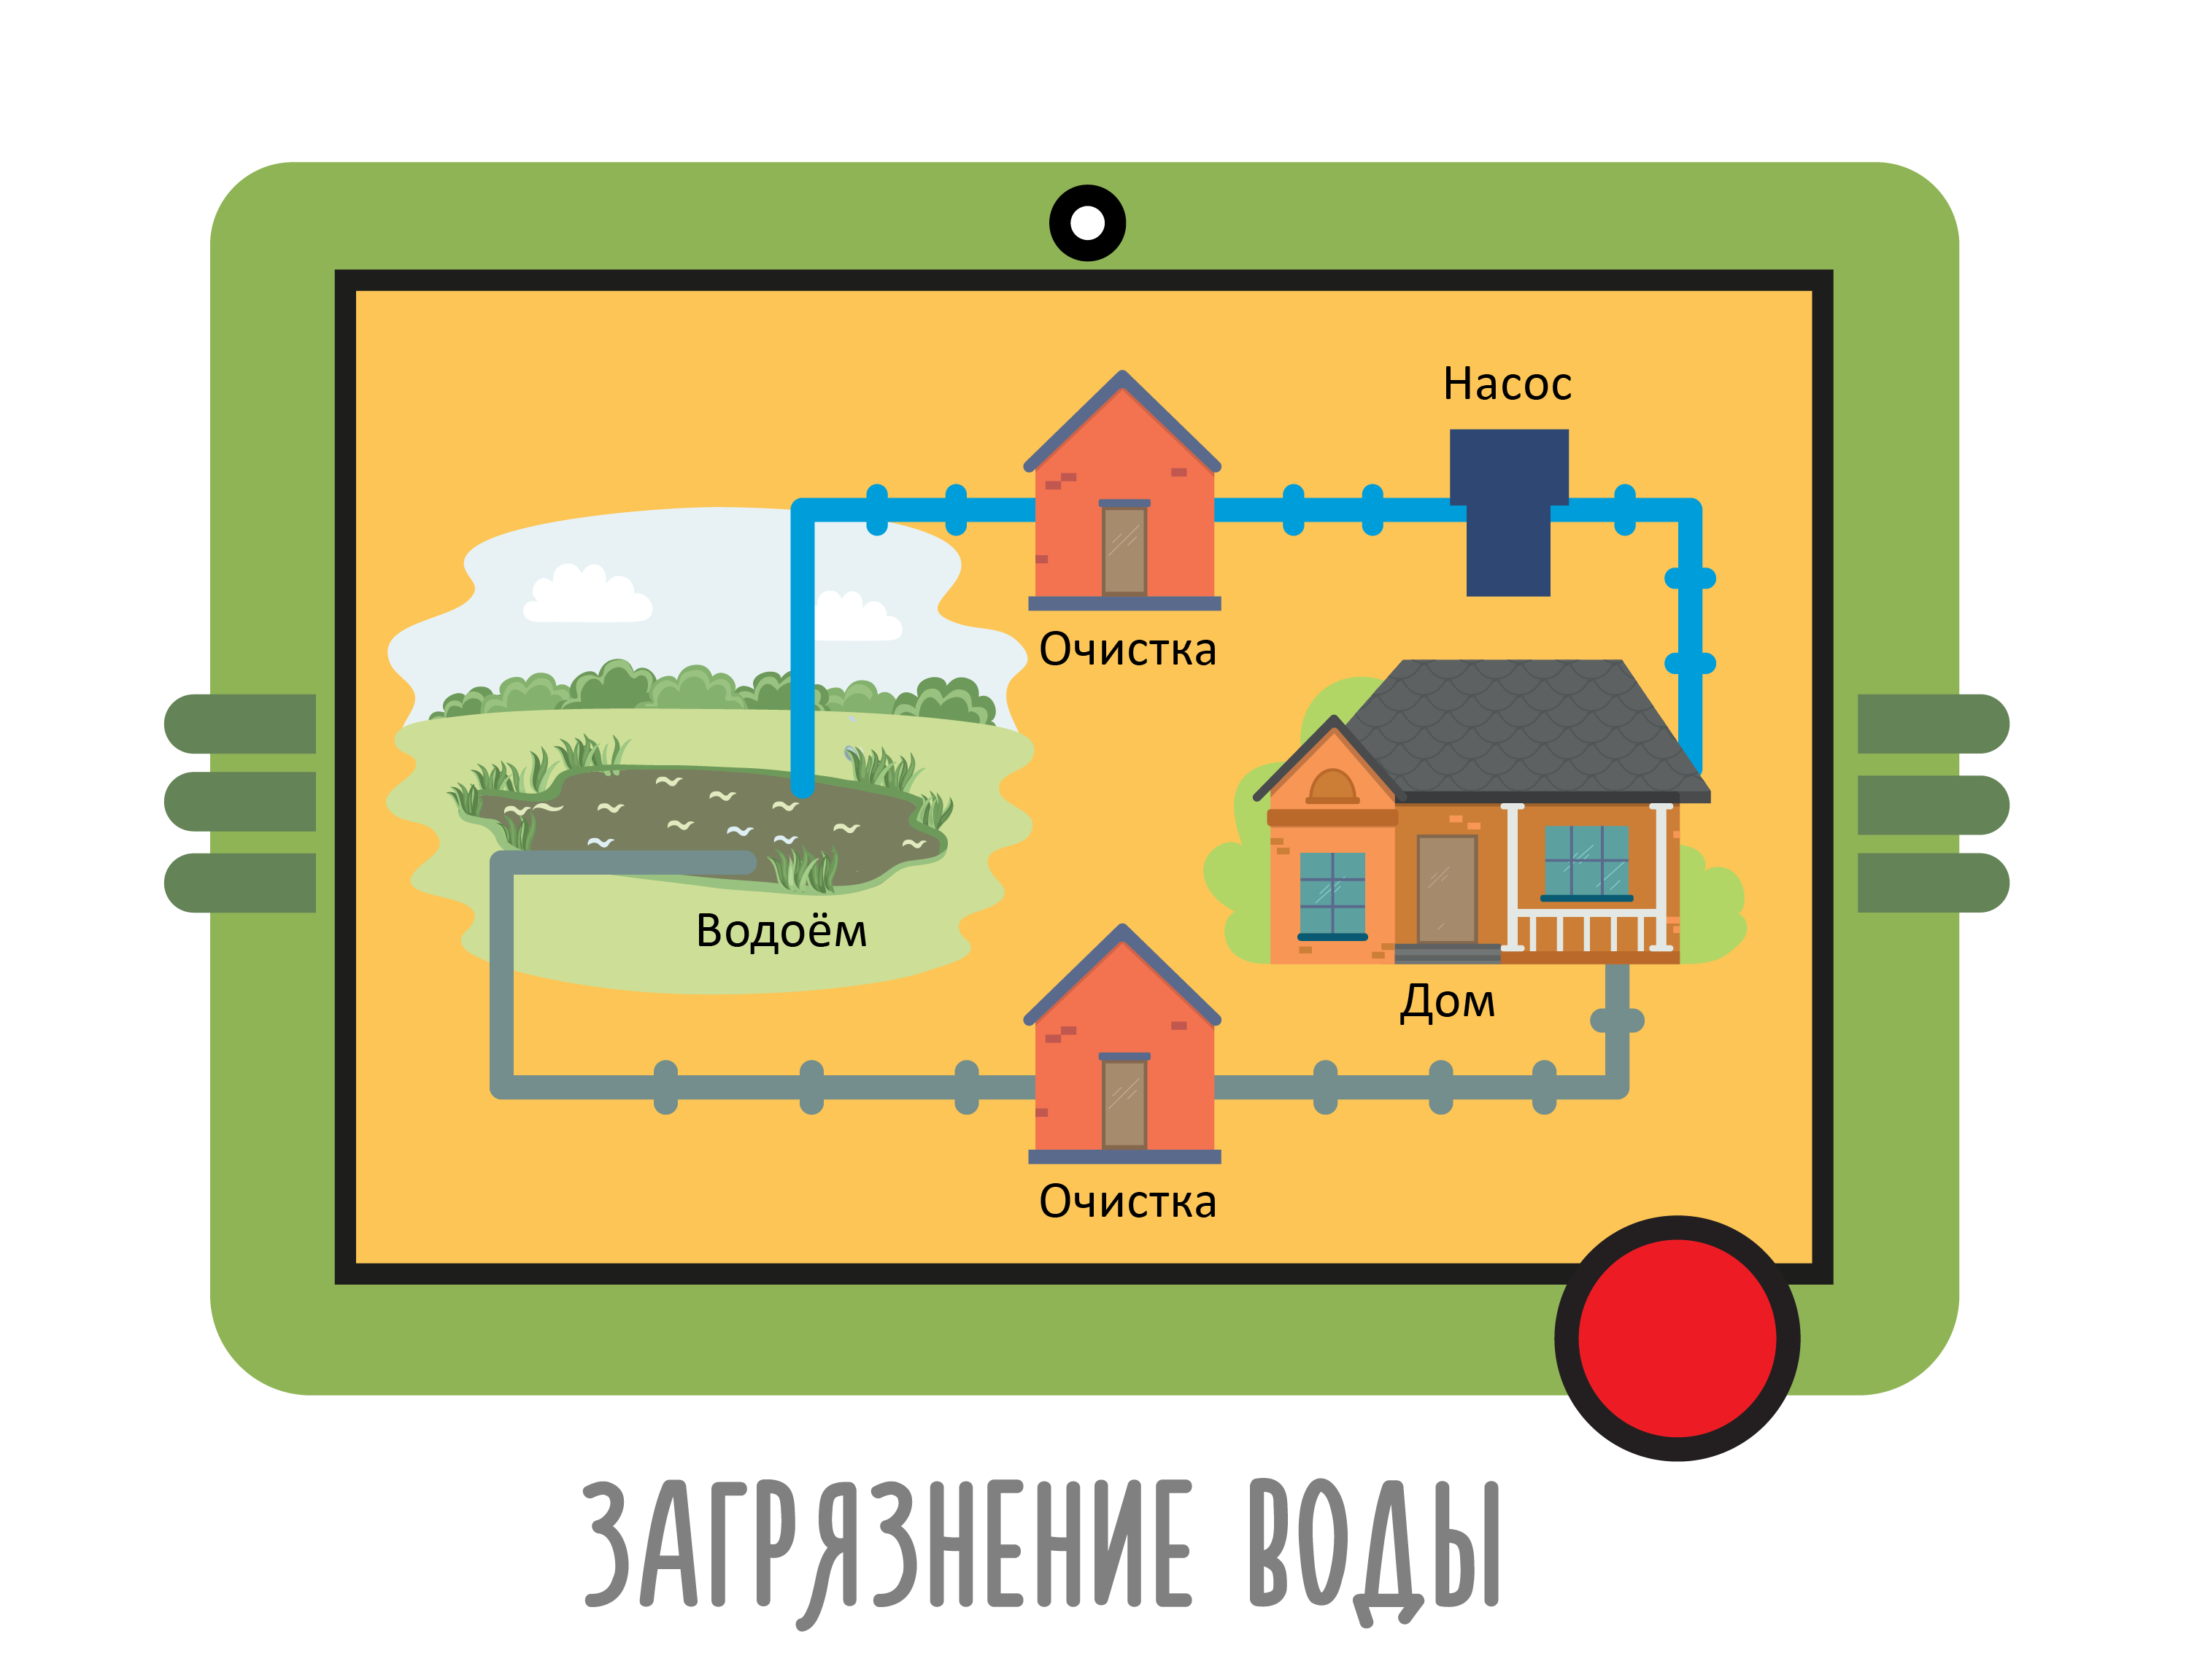 Насос
Очистка
Водоём
Дом
Очистка
ЗАГРЯЗНЕНИЕ ВОДЫ